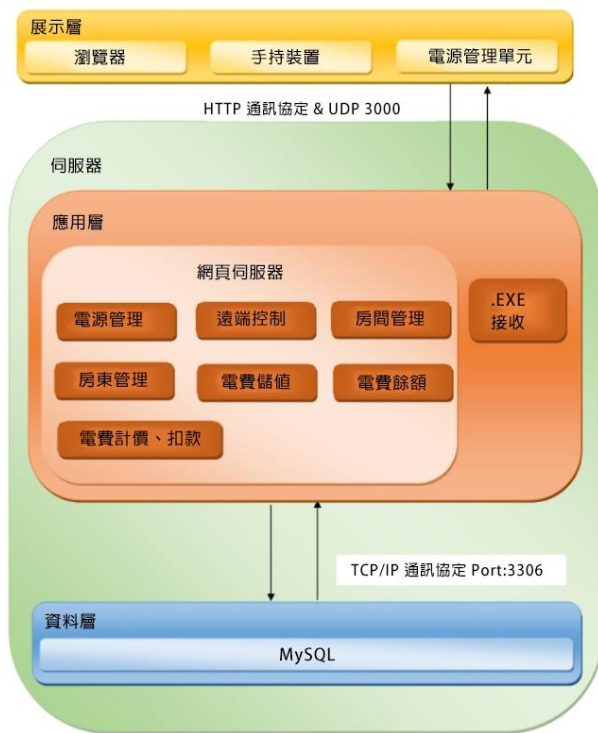 展示層
瀏覽器
手持裝置
電源管理單元
HTTP 通訊協定 & UDP 3000
伺服器
應用層
網頁伺服器
電源管理
遠端控制
房間管理
.EXE
接收
房東管理
電費儲值
電費餘額
電費計價、扣款
TCP/IP 通訊協定 Port:3306
資料層
MySQL